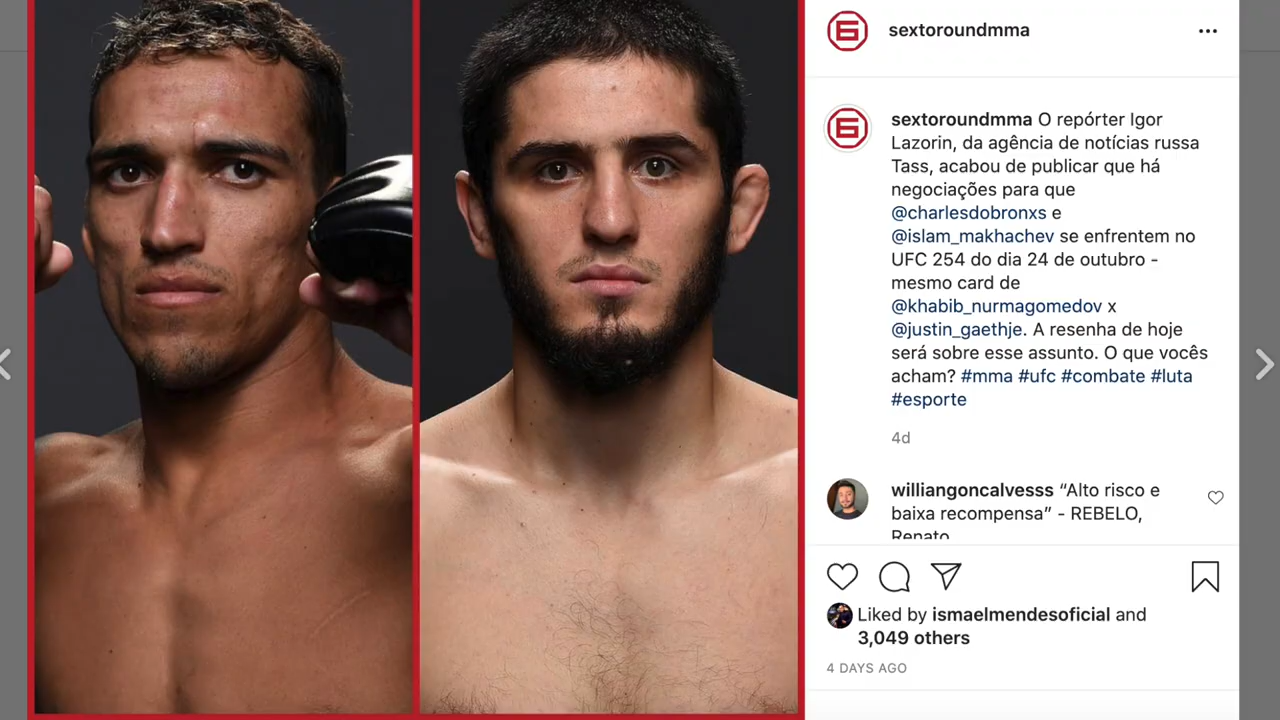 sextoroundmma
sextoroundmma O repórter Igor
Lazorin, da agência de notícias russa
Tass, acabou de publicar que há
negociações para que
@charlesdobronxs e
@islam_makhachev se enfrentem no
UFC 254 do dia 24 de outubro -
mesmo card de
@khabib_nurmagomedov x
@justin_gaethje. A resenha de hoje
será sobre esse assunto. O que vocês
acham? #mma #ufc #combate #luta
#esporte
4d
williangoncalvesss “Alto risco e
baixa recompensa” - REBELO,
Renato
Liked by ismaelmendesoficial and
3,049 others
4 DAYS AGO